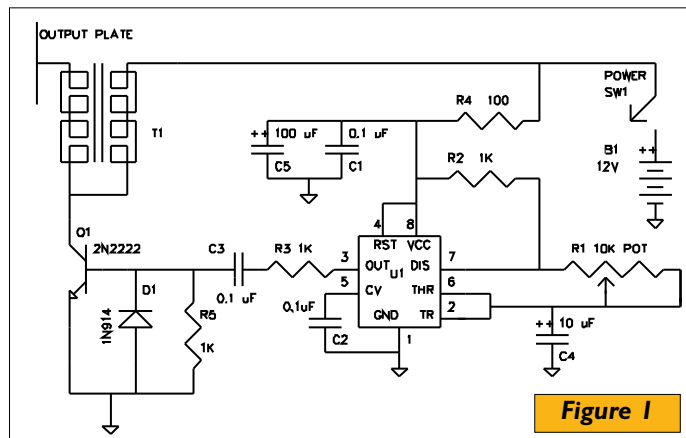 OUTPUT PLATE
T1
POWER
SW1
R4 100
++ 100 uF
0.1 uF
C5
C1
R2 1K
B1
12V
++
Q1
2N2222
4
8
RST
VCC
C3
R3 1K
3
OUT
U1
DIS
7
R1 10K POT
0.1 uF
5
CV
THR
6
D1
1N914
R5
1K
0.1uF
C2
GND
TR
2
1
++ 10 uF
C4
Figure 1